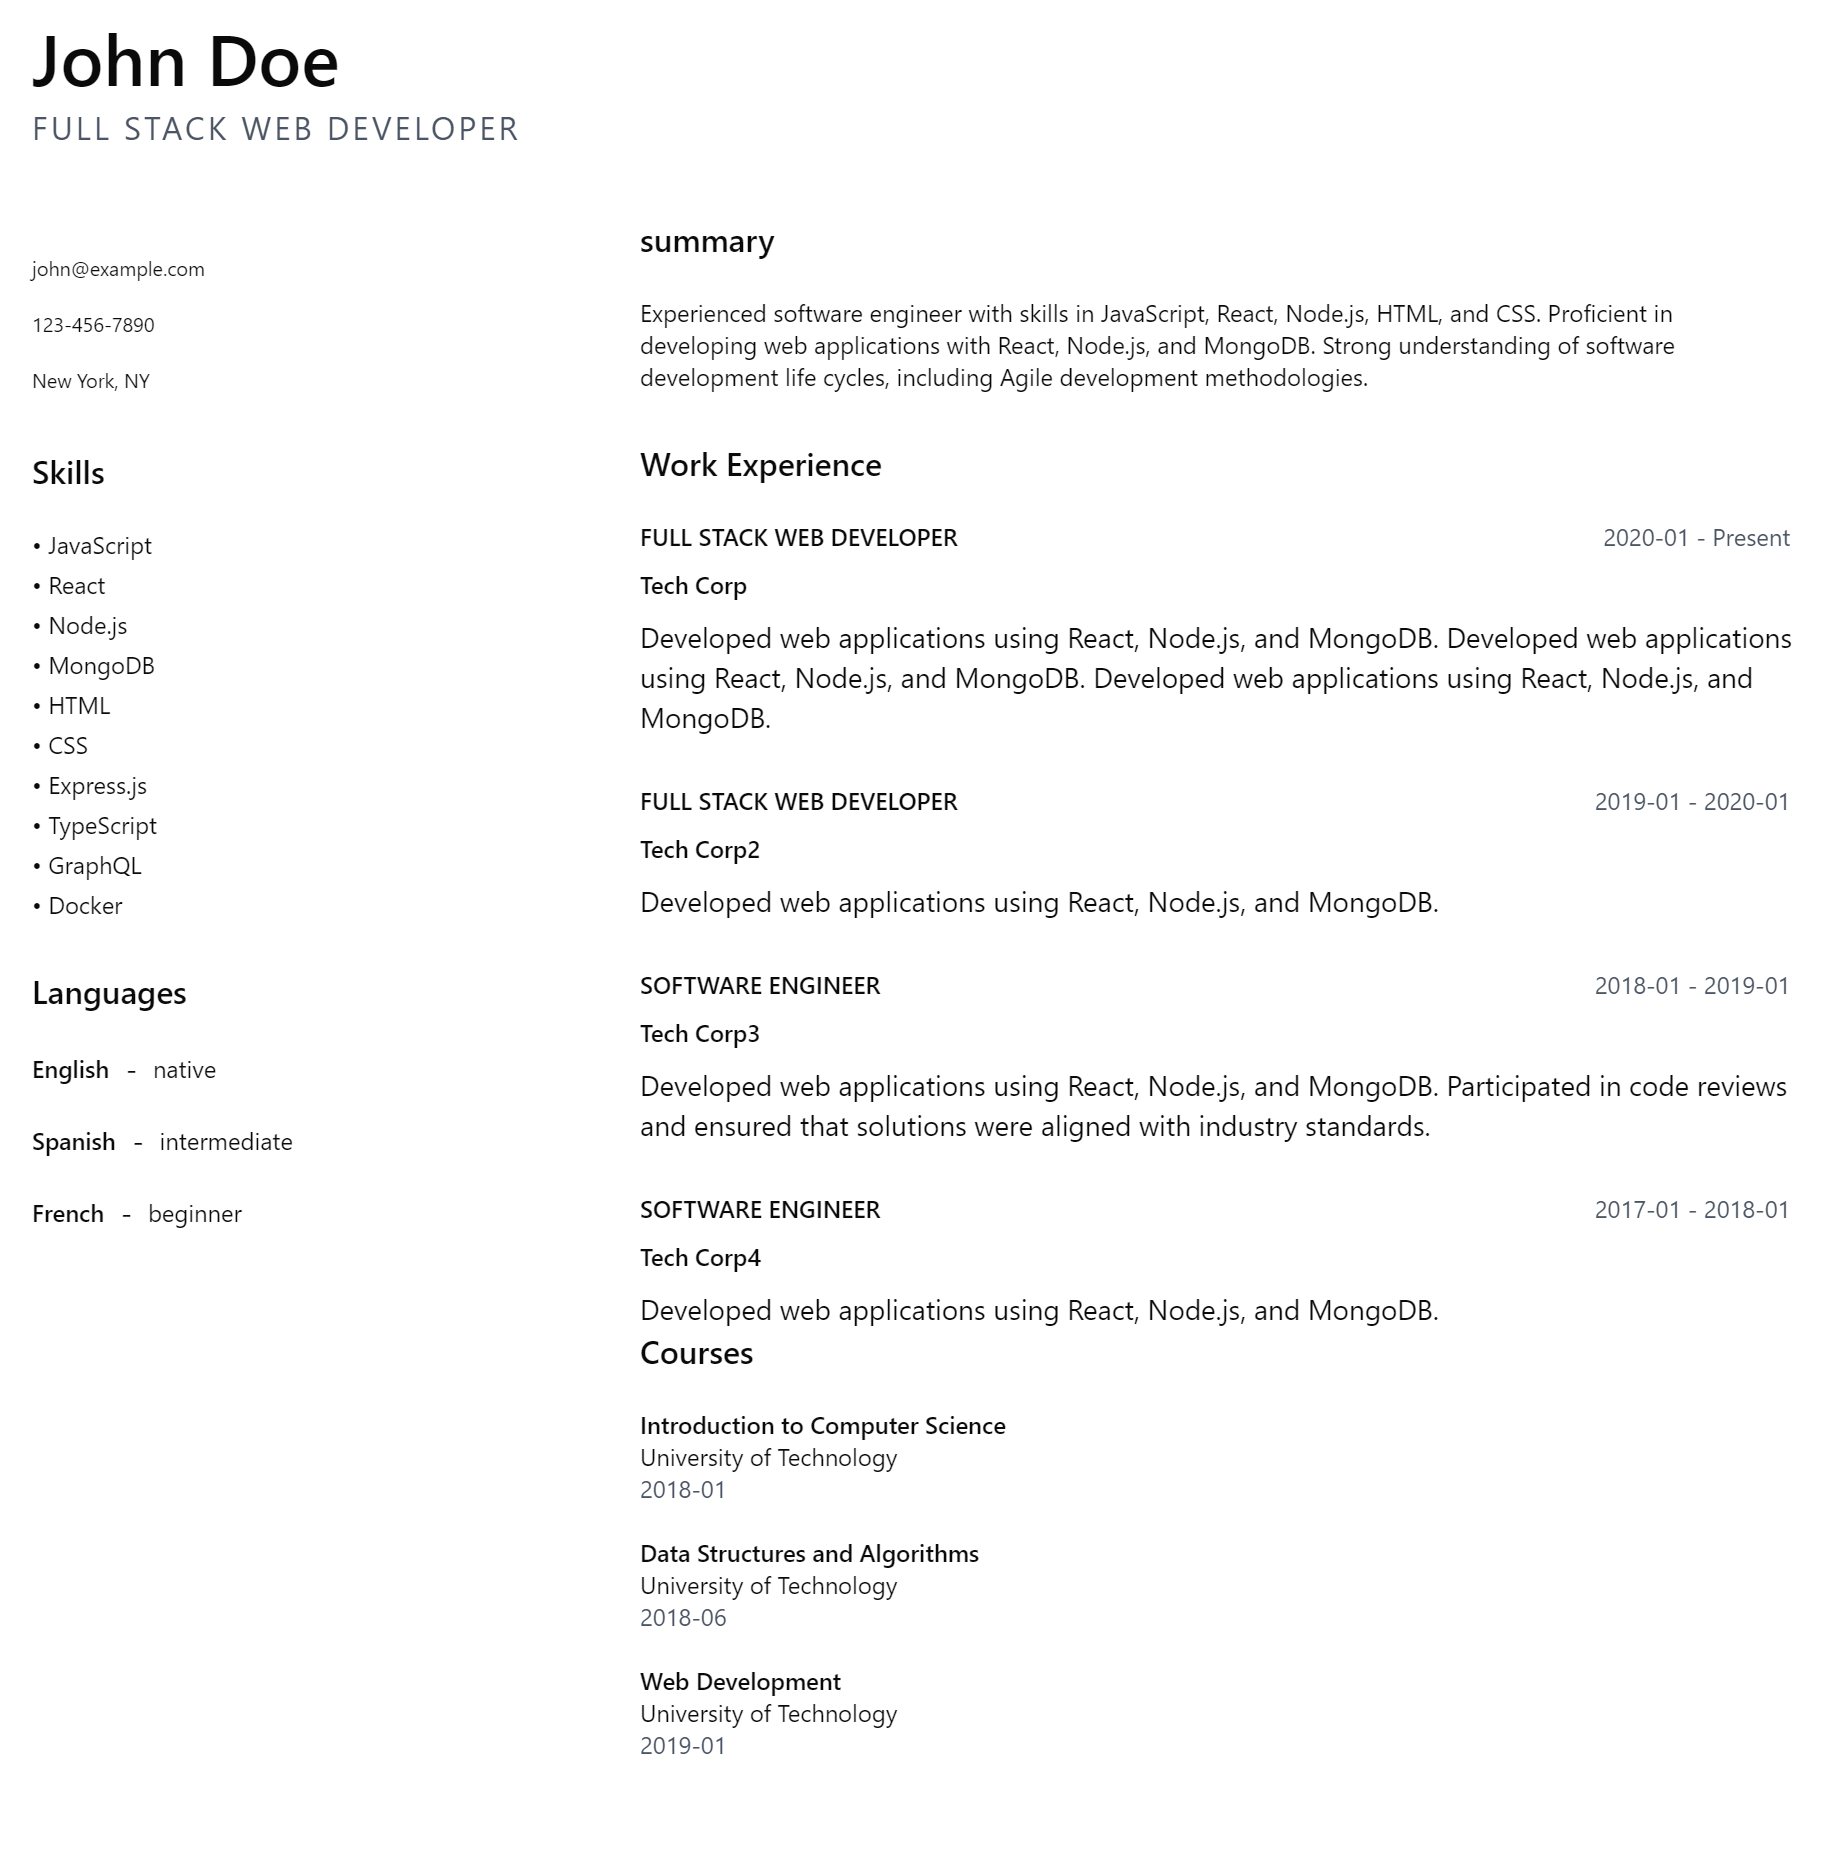 John Doe
FULL STACK WEB DEVELOPER
john@example.com
123-456-7890
New York, NY
Skills
• JavaScript
• React
• Node.js
• MongoDB
• HTML
• CSS
• Express.js
• TypeScript
• GraphQL
• Docker
Languages
English - native
Spanish - intermediate
French - beginner
summary
Experienced software engineer with skills in JavaScript, React, Node.js, HTML, and CSS. Proficient in
developing web applications with React, Node.js, and MongoDB. Strong understanding of software
development life cycles, including Agile development methodologies.
Work Experience
FULL STACK WEB DEVELOPER 2020-01 - Present
Tech Corp
Developed web applications using React, Node.js, and MongoDB. Developed web applications
using React, Node.js, and MongoDB. Developed web applications using React, Node.js, and
MongoDB.
FULL STACK WEB DEVELOPER 2019-01 - 2020-01
Tech Corp2
Developed web applications using React, Node.js, and MongoDB.
SOFTWARE ENGINEER 2018-01 - 2019-01
Tech Corp3
Developed web applications using React, Node.js, and MongoDB. Participated in code reviews
and ensured that solutions were aligned with industry standards.
SOFTWARE ENGINEER 2017-01 - 2018-01
Tech Corp4
Developed web applications using React, Node.js, and MongoDB.
Courses
Introduction to Computer Science
University of Technology
2018-01
Data Structures and Algorithms
University of Technology
2018-06
Web Development
University of Technology
2019-01